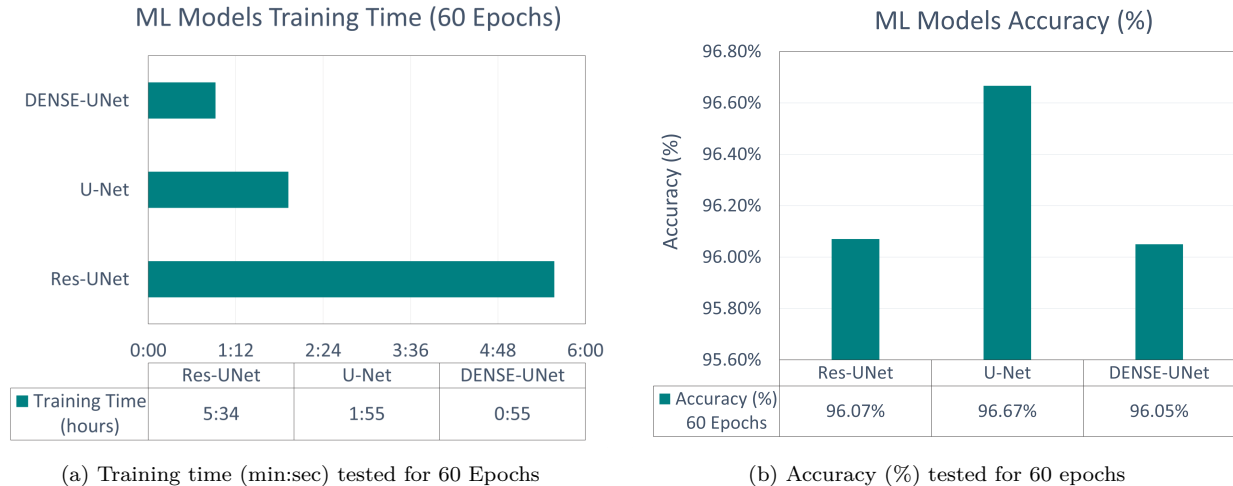 ML Models Training Time (60 Epochs)
DENSE-UNet
U-Net
Res-UNet
0:00 1:12 2:24 3:36 4:48 6:00
Res-UNet U-Net DENSE-UNet
Training Time
(hours)
5:34 1:55 0:55
(a) Training time (min:sec) tested for 60 Epochs
ML Models Accuracy (%)
Accuracy (%)
96.80%
96.60%
96.40%
96.20%
96.00%
95.80%
95.60%
Res-UNet U-Net DENSE-UNet
Accuracy (%)
60 Epochs
96.07% 96.67% 96.05%
(b) Accuracy (%) tested for 60 epochs